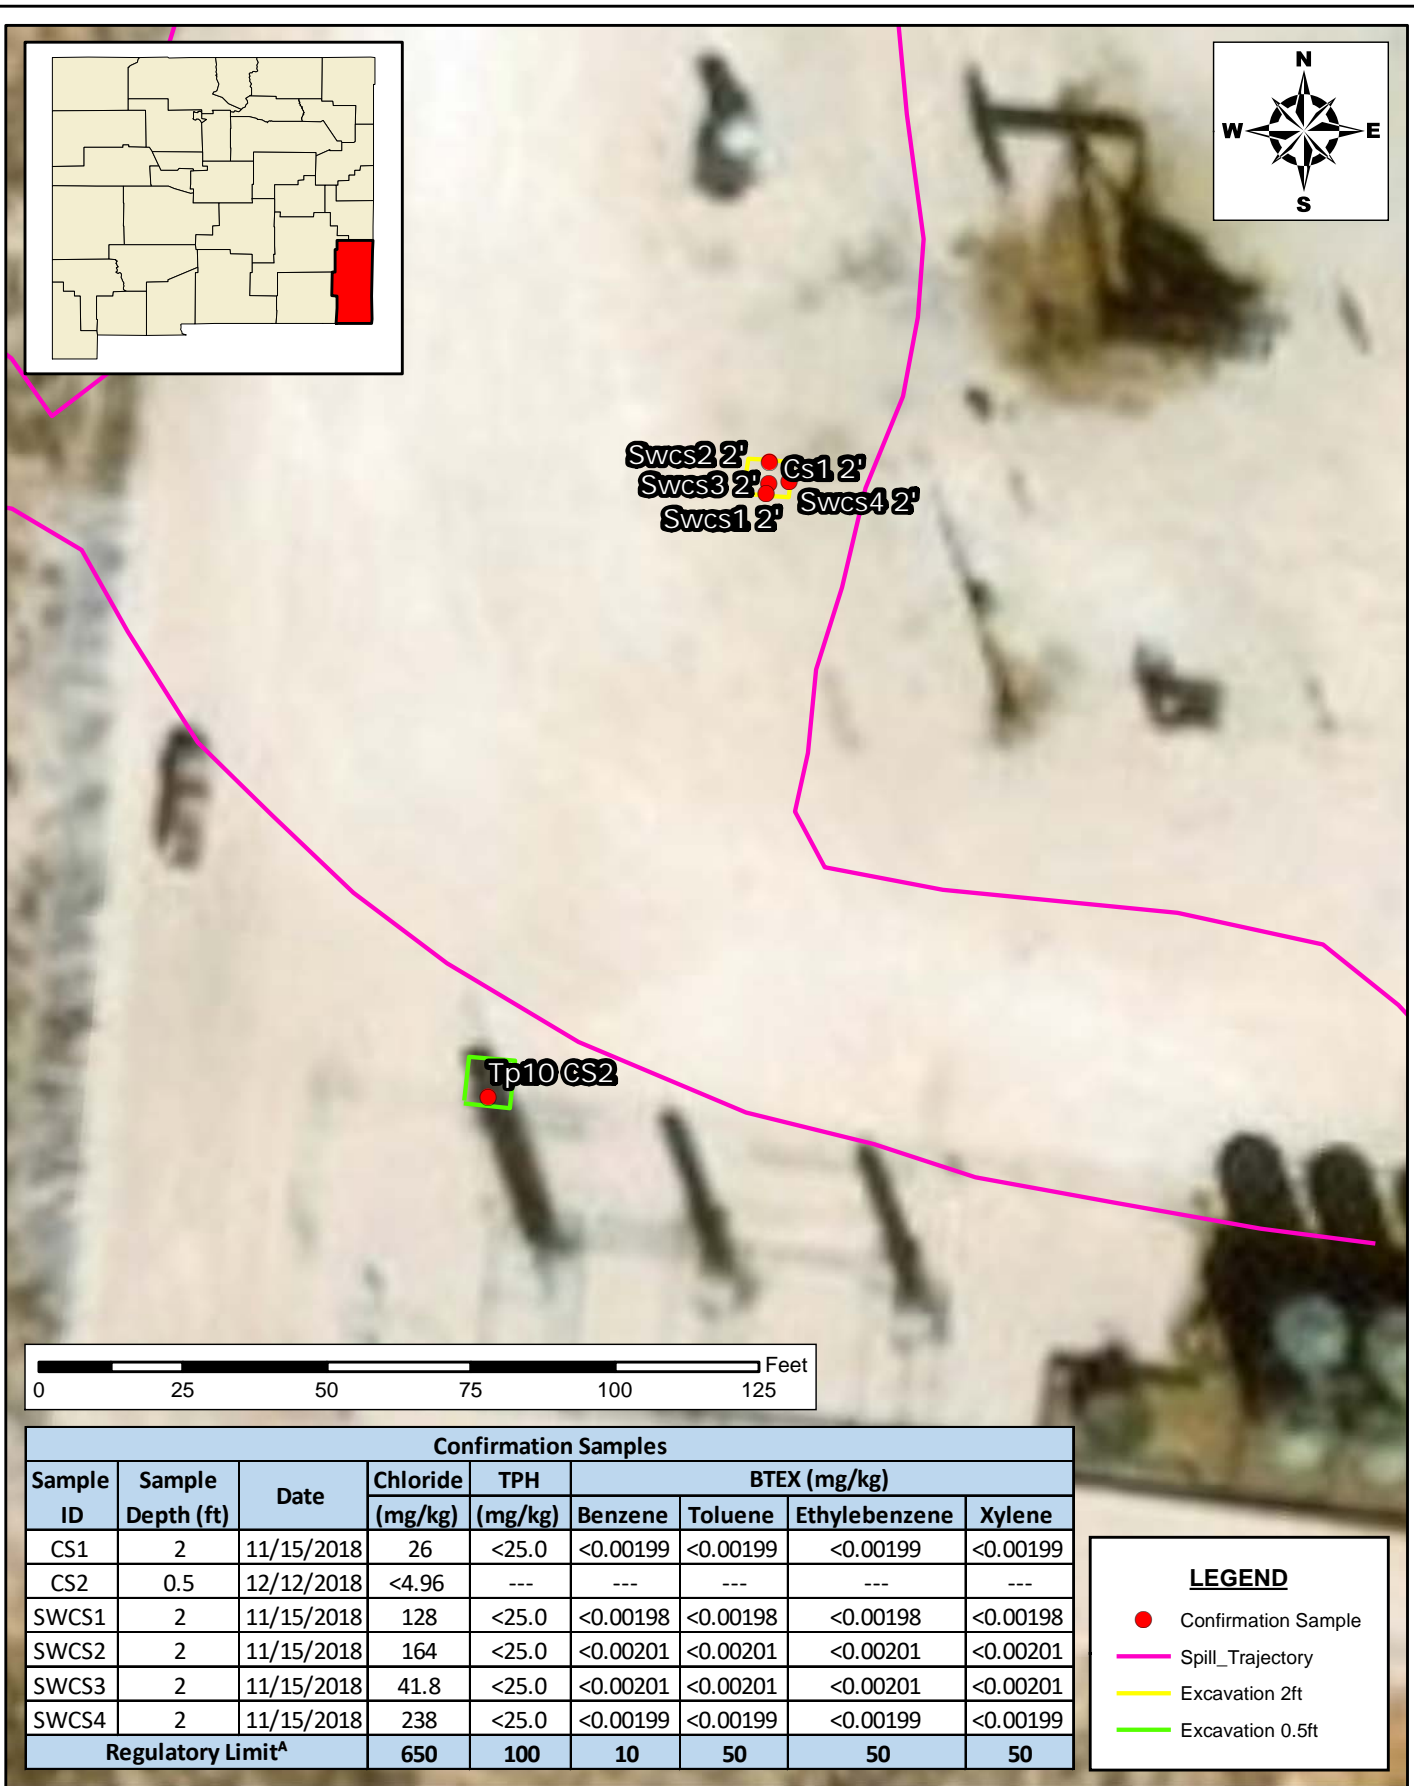 N
W E
S
Swcs2 2'
Cs1 2'
Swcs3 2'
Swcs4 2'
Swcs1 2'
Tp10 CS2
Feet
0 25 50 75 100 125
Confirmation Samples
Sample ID Sample Depth (ft) Date Chloride (mg/kg) TPH (mg/kg) BTEX (mg/kg)
Benzene Toluene Ethylebenzene Xylene
CS1 2 11/15/2018 26 <25.0 <0.00199 <0.00199 <0.00199 <0.00199
CS2 0.5 12/12/2018 <4.96 --- --- --- --- ---
SWCS1 2 11/15/2018 128 <25.0 <0.00198 <0.00198 <0.00198 <0.00198
SWCS2 2 11/15/2018 164 <25.0 <0.00201 <0.00201 <0.00201 <0.00201
SWCS3 2 11/15/2018 41.8 <25.0 <0.00201 <0.00201 <0.00201 <0.00201
SWCS4 2 11/15/2018 238 <25.0 <0.00199 <0.00199 <0.00199 <0.00199
Regulatory Limitᴬ 650 100 10 50 50 50
LEGEND
Confirmation Sample
Spill_Trajectory
Excavation 2ft
Excavation 0.5ft